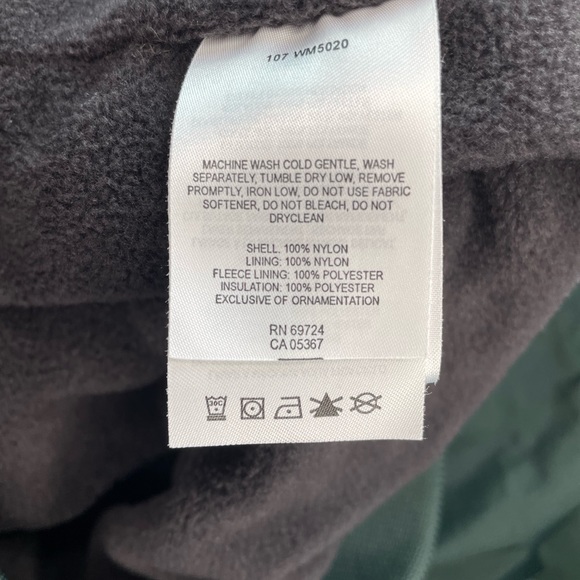 107 WM5020
MACHINE WASH COLD GENTLE, WASH
SEPARATELY, TUMBLE DRY LOW, REMOVE
PROMPTLY, IRON LOW, DO NOT USE FABRIC
SOFTENER, DO NOT BLEACH, DO NOT
DRYCLEAN
SHELL: 100% NYLON
LINING: 100% NYLON
FLEECE LINING: 100% POLYESTER
INSULATION: 100% POLYESTER
EXCLUSIVE OF ORNAMENTATION
RN 69724
CA 05367
30C